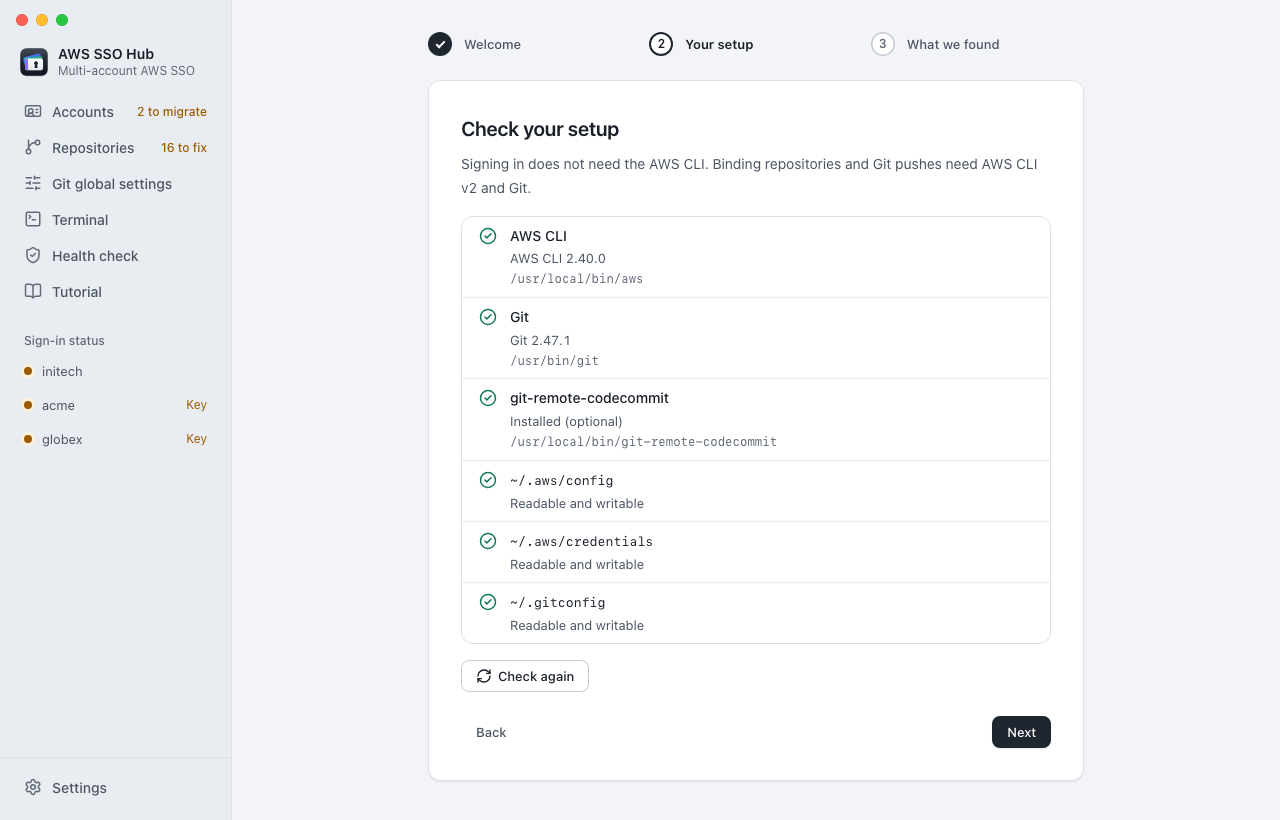 AWS SSO Hub
Multi-account AWS SSO
Accounts 2 to migrate
Repositories 16 to fix
Git global settings
Terminal
Health check
Tutorial
Sign-in status
initech
acme Key
globex Key
Settings
Welcome
2 Your setup
3 What we found
Check your setup
Signing in does not need the AWS CLI. Binding repositories and Git pushes need AWS CLI
v2 and Git.
AWS CLI
AWS CLI 2.40.0
/usr/local/bin/aws
Git
Git 2.47.1
/usr/bin/git
git-remote-codecommit
Installed (optional)
/usr/local/bin/git-remote-codecommit
~/.aws/config
Readable and writable
~/.aws/credentials
Readable and writable
~/.gitconfig
Readable and writable
Check again
Back
Next